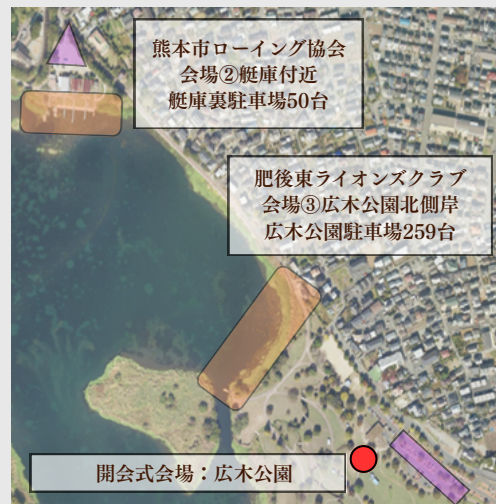 熊本市ローイング協会
会場②艇庫付近
艇庫裏駐車場50台
肥後東ライオンズクラブ
会場③広木公園北側岸
広木公園駐車場259台
開会式会場：広木公園